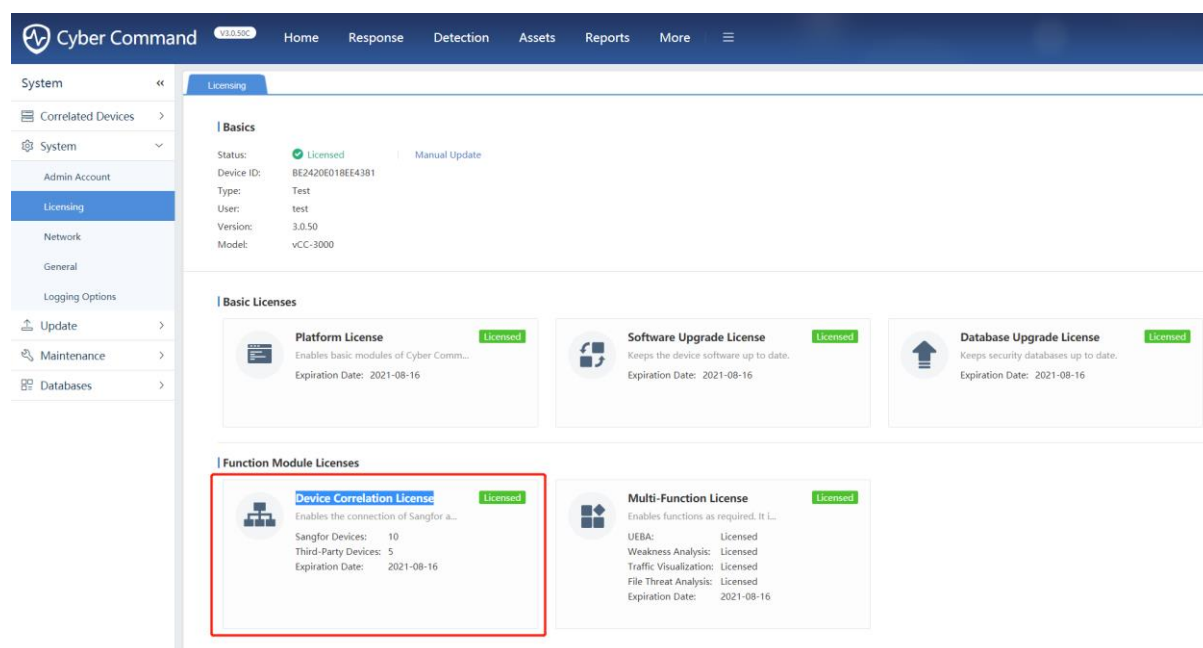 Cyber Command V3.0.50C Home Response Detection Assets Reports More
System «
Correlated Devices
System
Admin Account
Licensing
Network
General
Logging Options
Update
Maintenance
Databases
Licensing
Basics
Status: Licensed Manual Update
Device ID: BE2420E018EE4381
Type: Test
User: test
Version: 3.0.50
Model: vCC-3000
Basic Licenses
Platform License Licensed
Enables basic modules of Cyber Comm...
Expiration Date: 2021-08-16
Software Upgrade License Licensed
Keeps the device software up to date.
Expiration Date: 2021-08-16
Database Upgrade License Licensed
Keeps security databases up to date.
Expiration Date: 2021-08-16
Function Module Licenses
Device Correlation License Licensed
Enables the connection of Sangfor a...
Sangfor Devices: 10
Third-Party Devices: 5
Expiration Date: 2021-08-16
Multi-Function License Licensed
Enables functions as required. It i...
UEBA: Licensed
Weakness Analysis: Licensed
Traffic Visualization: Licensed
File Threat Analysis: Licensed
Expiration Date: 2021-08-16